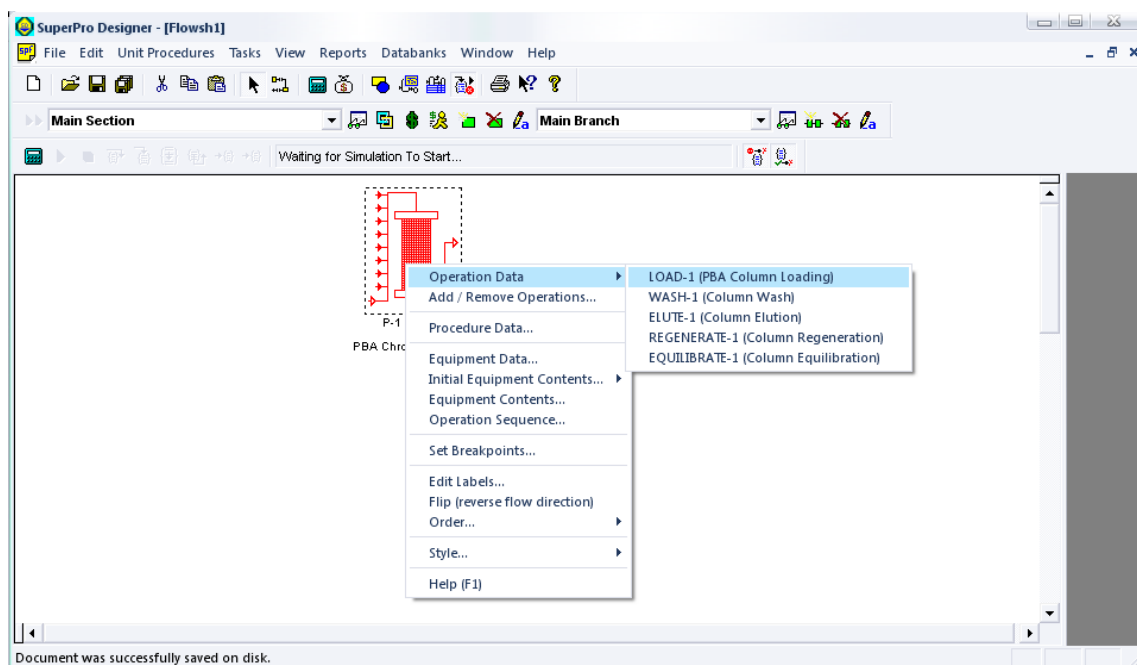 SuperPro Designer - [Flowsh1]
spf File Edit Unit Procedures Tasks View Reports Databanks Window Help
Main Section
Main Branch
Waiting for Simulation To Start...
P-1
PBA Chro
Operation Data
Add / Remove Operations...
Procedure Data...
Equipment Data...
Initial Equipment Contents...
Equipment Contents...
Operation Sequence...
Set Breakpoints...
Edit Labels...
Flip (reverse flow direction)
Order...
Style...
Help (F1)
LOAD-1 (PBA Column Loading)
WASH-1 (Column Wash)
ELUTE-1 (Column Elution)
REGENERATE-1 (Column Regeneration)
EQUILIBRATE-1 (Column Equilibration)
Document was successfully saved on disk.